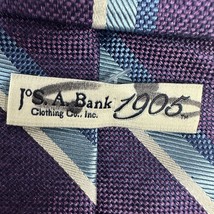 JoS. A. Bank 1905
Clothing Co., Inc.